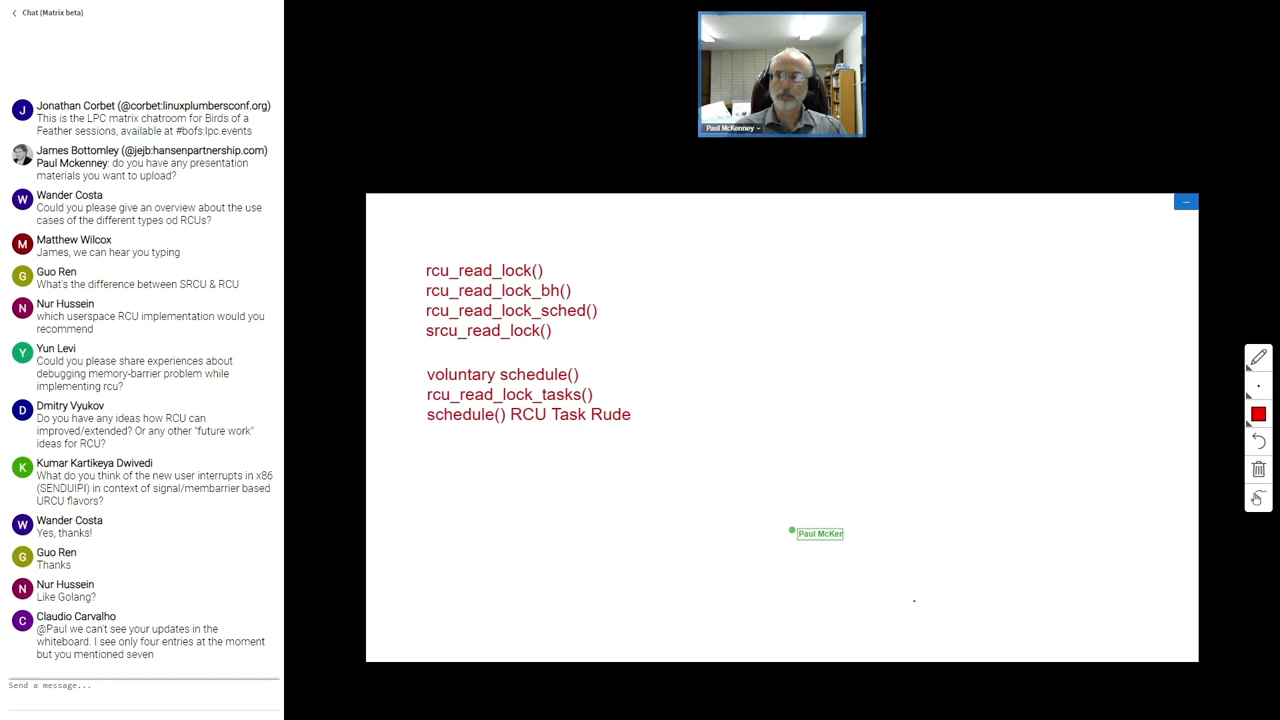 Chat (Matrix beta)
Jonathan Corbet (@corbet:linuxplumbersconf.org)
This is the LPC matrix chatroom for Birds of a
Feather sessions, available at #bofs:lpc.events
James Bottomley (@jejb:hansenpartnership.com)
Paul Mckenney: do you have any presentation
materials you want to upload?
Wander Costa
Could you please give an overview about the use
cases of the different types od RCUs?
Matthew Wilcox
James, we can hear you typing
Guo Ren
What's the difference between SRCU & RCU
Nur Hussein
which userspace RCU implementation would you
recommend
Yun Levi
Could you please share experiences about
debugging memory-barrier problem while
implementing rcu?
Dmitry Vyukov
Do you have any ideas how RCU can
improved/extended? Or any other "future work"
ideas for RCU?
Kumar Kartikeya Dwivedi
What do you think of the new user interrupts in x86
(SENDUIPI) in context of signal/membarrier based
URCU flavors?
Wander Costa
Yes, thanks!
Guo Ren
Thanks
Nur Hussein
Like Golang?
Claudio Carvalho
@Paul we can't see your updates in the
whiteboard. I see only four entries at the moment
but you mentioned seven
Send a message...
J
W
M
G
N
Y
D
K
W
G
N
C
Paul McKenney
rcu_read_lock()
rcu_read_lock_bh()
rcu_read_lock_sched()
srcu_read_lock()
voluntary schedule()
rcu_read_lock_tasks()
schedule() RCU Task Rude
Paul McKer